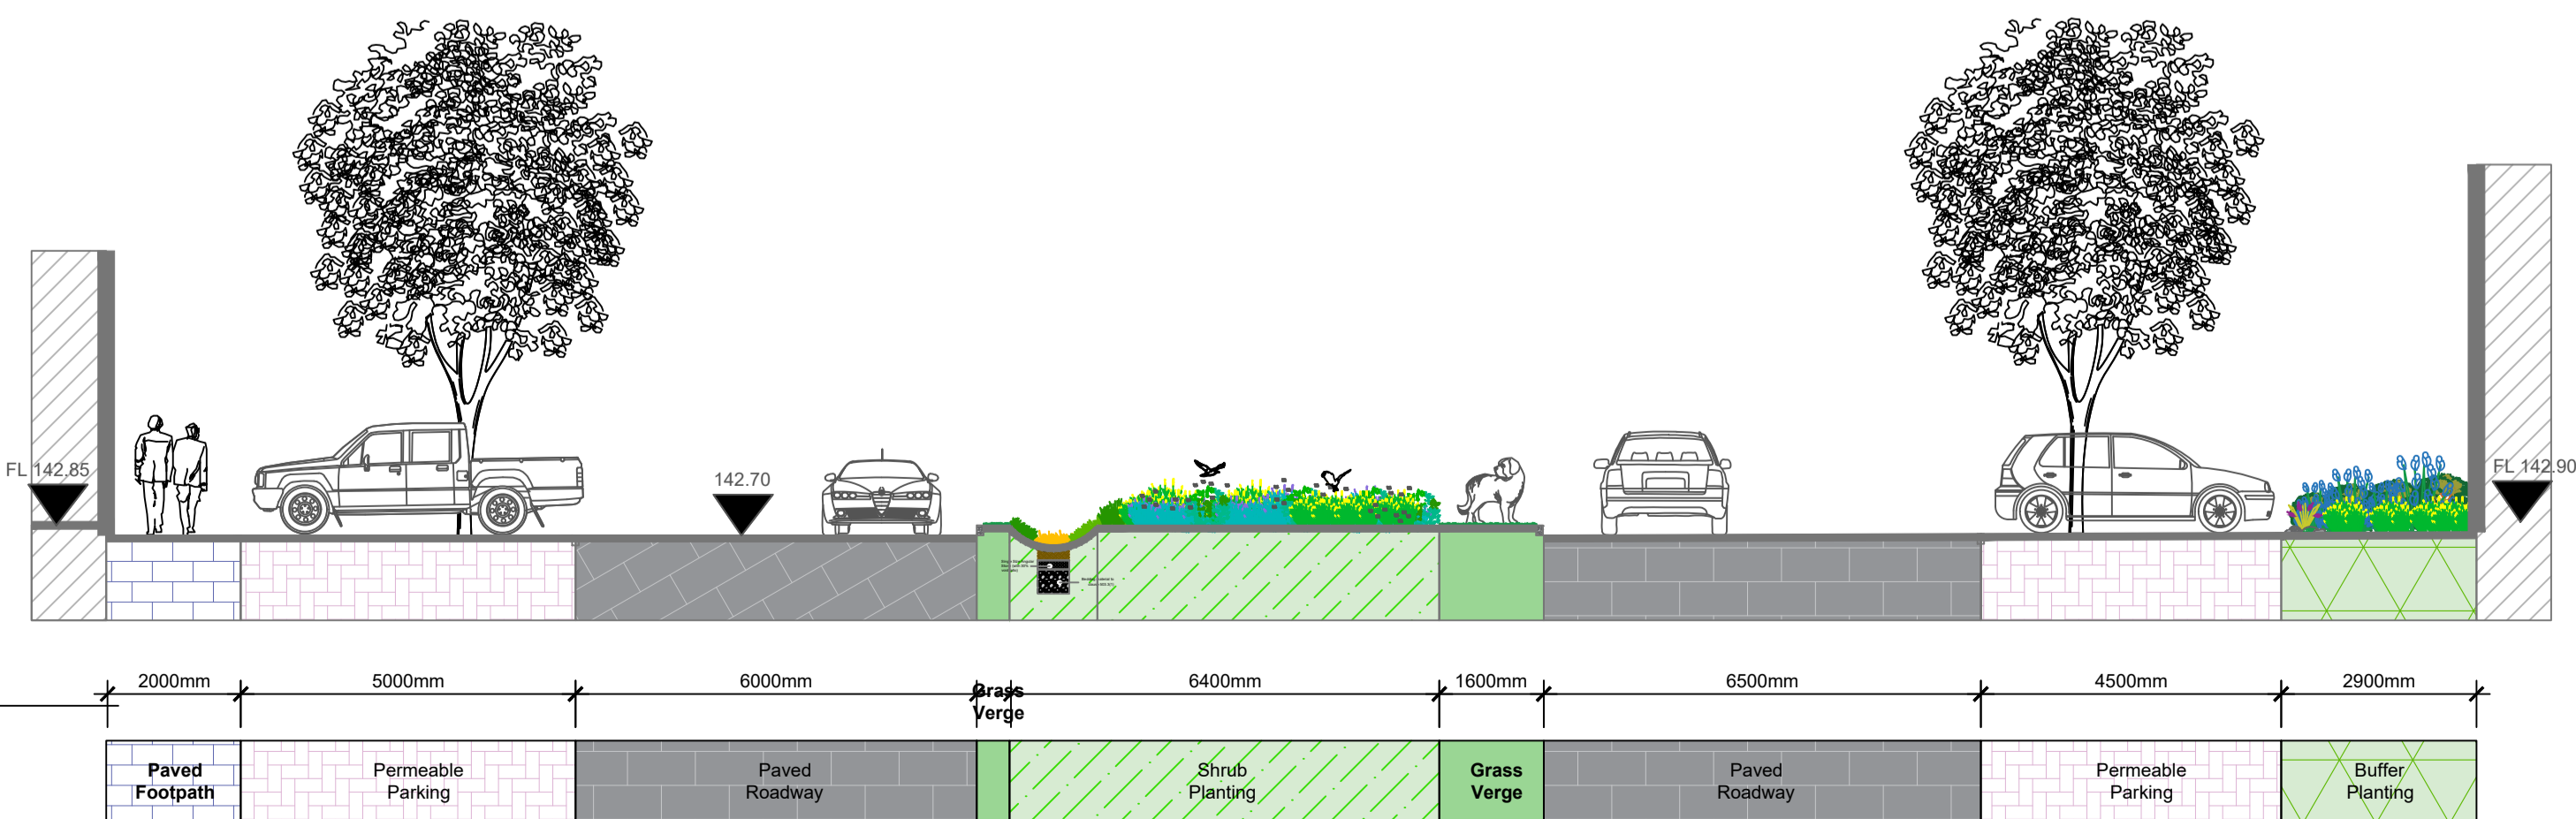 FL 142.85
142.70
FL 142.90
2000mm
5000mm
6000mm
Grass
Verge
6400mm
1600mm
6500mm
4500mm
2900mm
Paved
Footpath
Permeable
Parking
Paved
Roadway
Shrub
Planting
Grass
Verge
Paved
Roadway
Permeable
Parking
Buffer
Planting